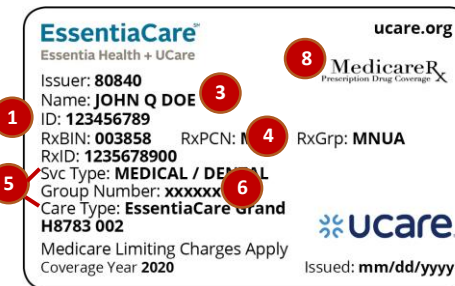 EssentiaCare℠ ucare.org
Essentia Health + UCare
8
MedicareRx
Prescription Drug Coverage
Issuer: 80840
Name: JOHN Q DOE 3
1 ID: 123456789
RxBIN: 003858 RxPCN: 4 RxGrp: MNUA
RxID: 1235678900
Svc Type: MEDICAL / DENTAL
5 Group Number: xxxxxx 6
Care Type: EssentiaCare Grand
H8783 002
ucare
Medicare Limiting Charges Apply
Coverage Year 2020 Issued: mm/dd/yyyy